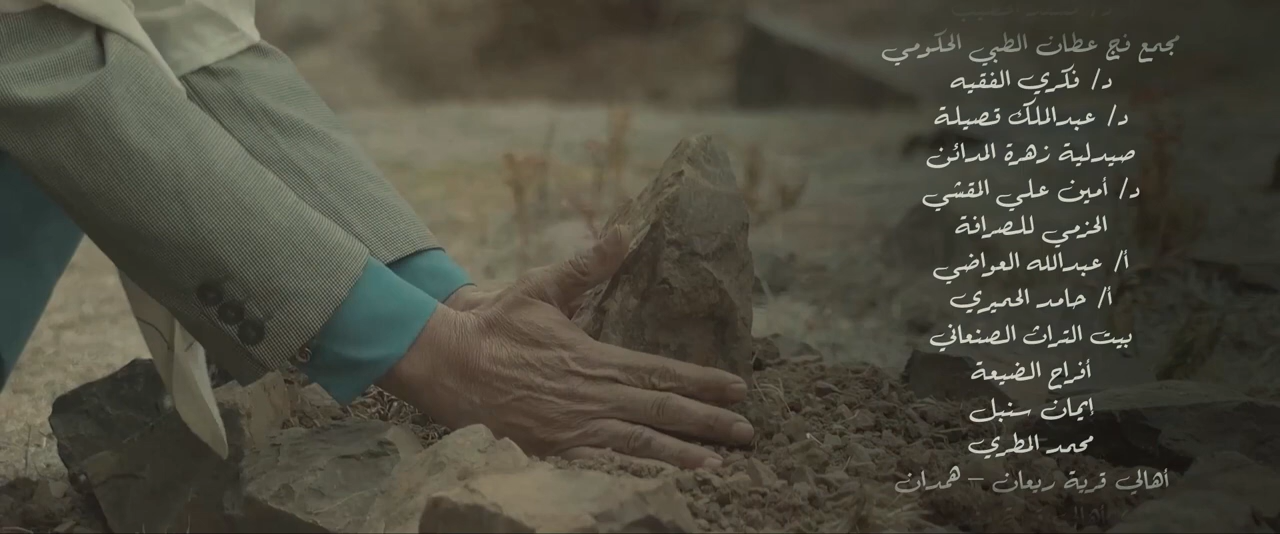 مجمع فج عطان الطبي الحكومي
د/ فكري الفقيه
د/ عبدالملك قصيلة
صيدلية زهرة المدائن
د/ أمين علي المقشي
الحزمي للصرافة
أ/ عبدالله العواضي
أ/ حامد الحميري
بيت التراث الصنعاني
أفراح الضيعة
إيمان سنبل
محمد المطري
أهالي قرية ريعان – همدان